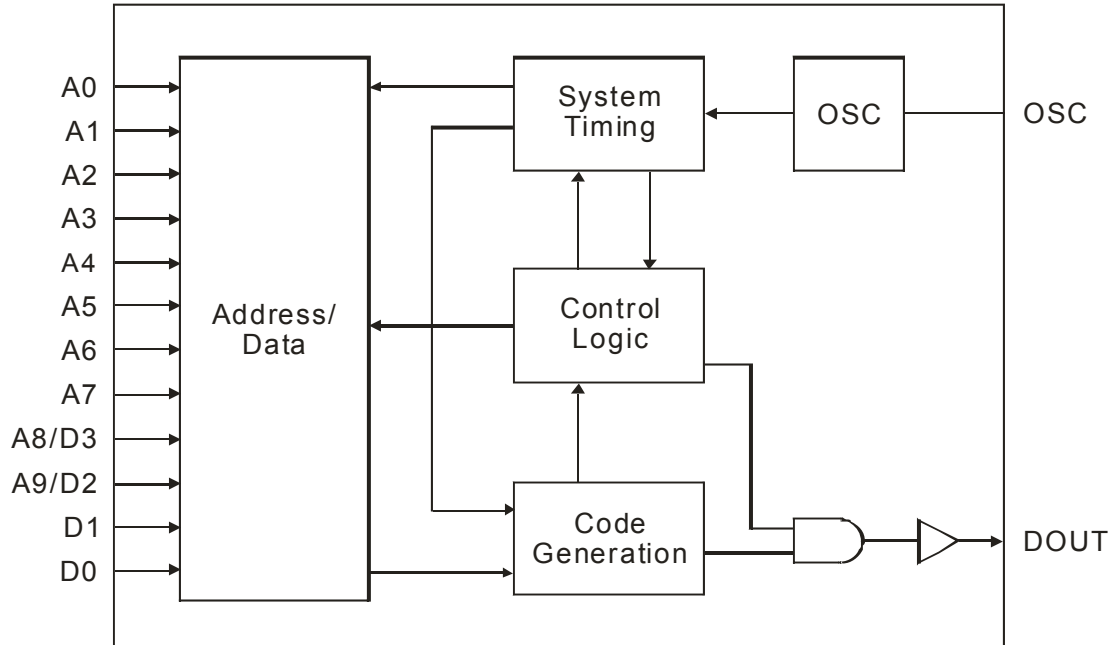 A0
A1
A2
A3
A4
A5
A6
A7
A8/D3
A9/D2
D1
D0
Address/
Data
System
Timing
OSC
OSC
Control
Logic
Code
Generation
DOUT